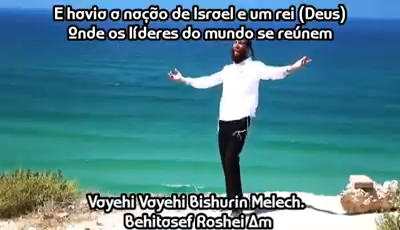 E havia a nação de Israel e um rei (Deus)
Onde os líderes do mundo se reúnem
Vayehi Vayehi Bishurin Melech.
Behitasef Roshei Am